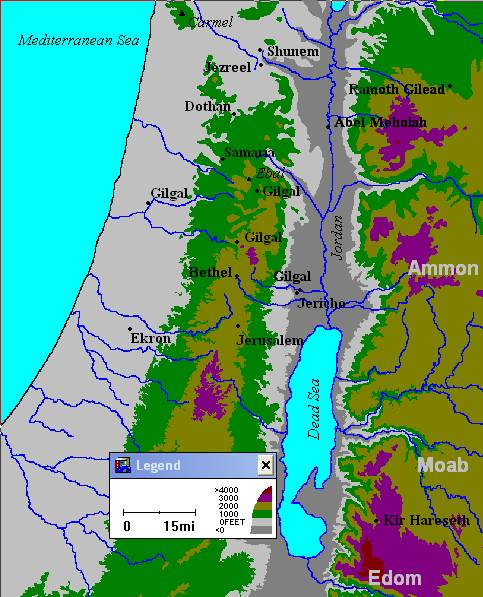 Carmel
Mediterranean Sea
Shunem
Jezreel
Ramoth Gilead
Dothan
Abel Meholah
Samaria
Ebal
Gilgal
Gilgal
Jordan
Gilgal
Ammon
Bethel
Gilgal
Jericho
Ekron
Jerusalem
Dead Sea
Moab
Legend
>4000
3000
2000
1000
0FEET
<0
0 15mi
Kir Hareseth
Edom